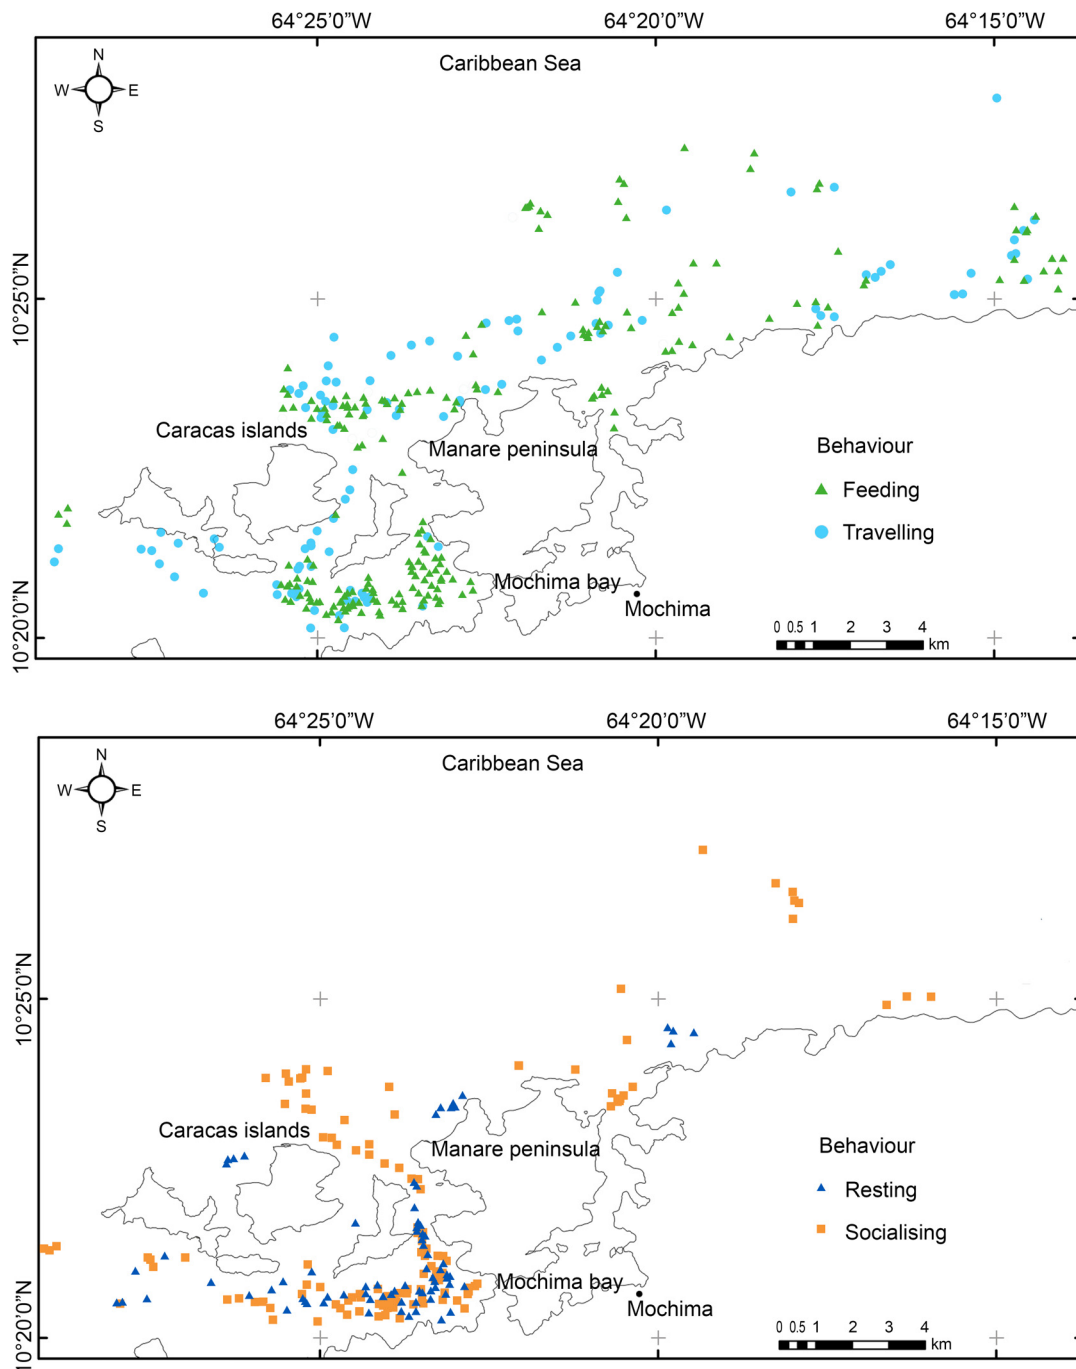 64°25’0”W 64°20’0”W 64°15’0”W
Caribbean Sea
N
W E
S
10°25’0”N
Caracas islands
Manare peninsula
Behaviour
Feeding
Travelling
Mochima bay
Mochima
0 0.5 1 2 3 4
km
10°20’0”N
64°25’0”W 64°20’0”W 64°15’0”W
Caribbean Sea
N
W E
S
10°25’0”N
Caracas islands
Manare peninsula
Behaviour
Resting
Socialising
Mochima bay
Mochima
0 0.5 1 2 3 4
km
10°20’0”N